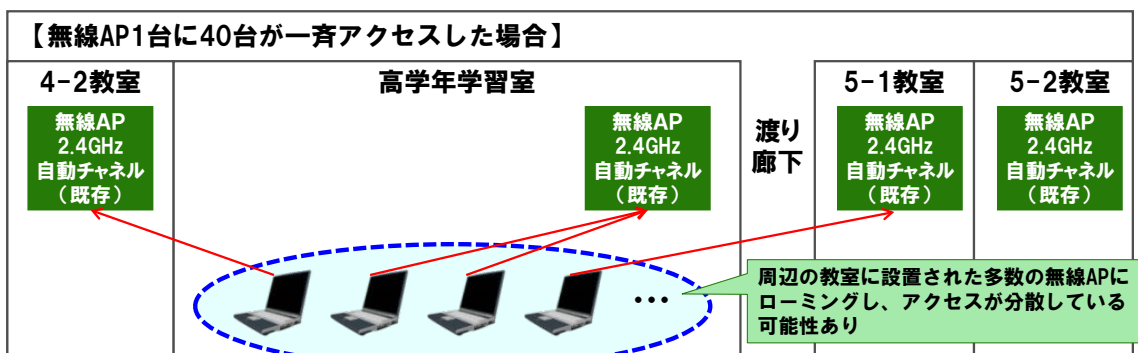 【無線AP1台に40台が一斉アクセスした場合】
4-2教室
高学年学習室
5-1教室
5-2教室
無線AP
2.4GHz
自動チャネル
（既存）
無線AP
2.4GHz
自動チャネル
（既存）
渡り
廊下
無線AP
2.4GHz
自動チャネル
（既存）
無線AP
2.4GHz
自動チャネル
（既存）
…
周辺の教室に設置された多数の無線APに
ローミングし、アクセスが分散している
可能性あり